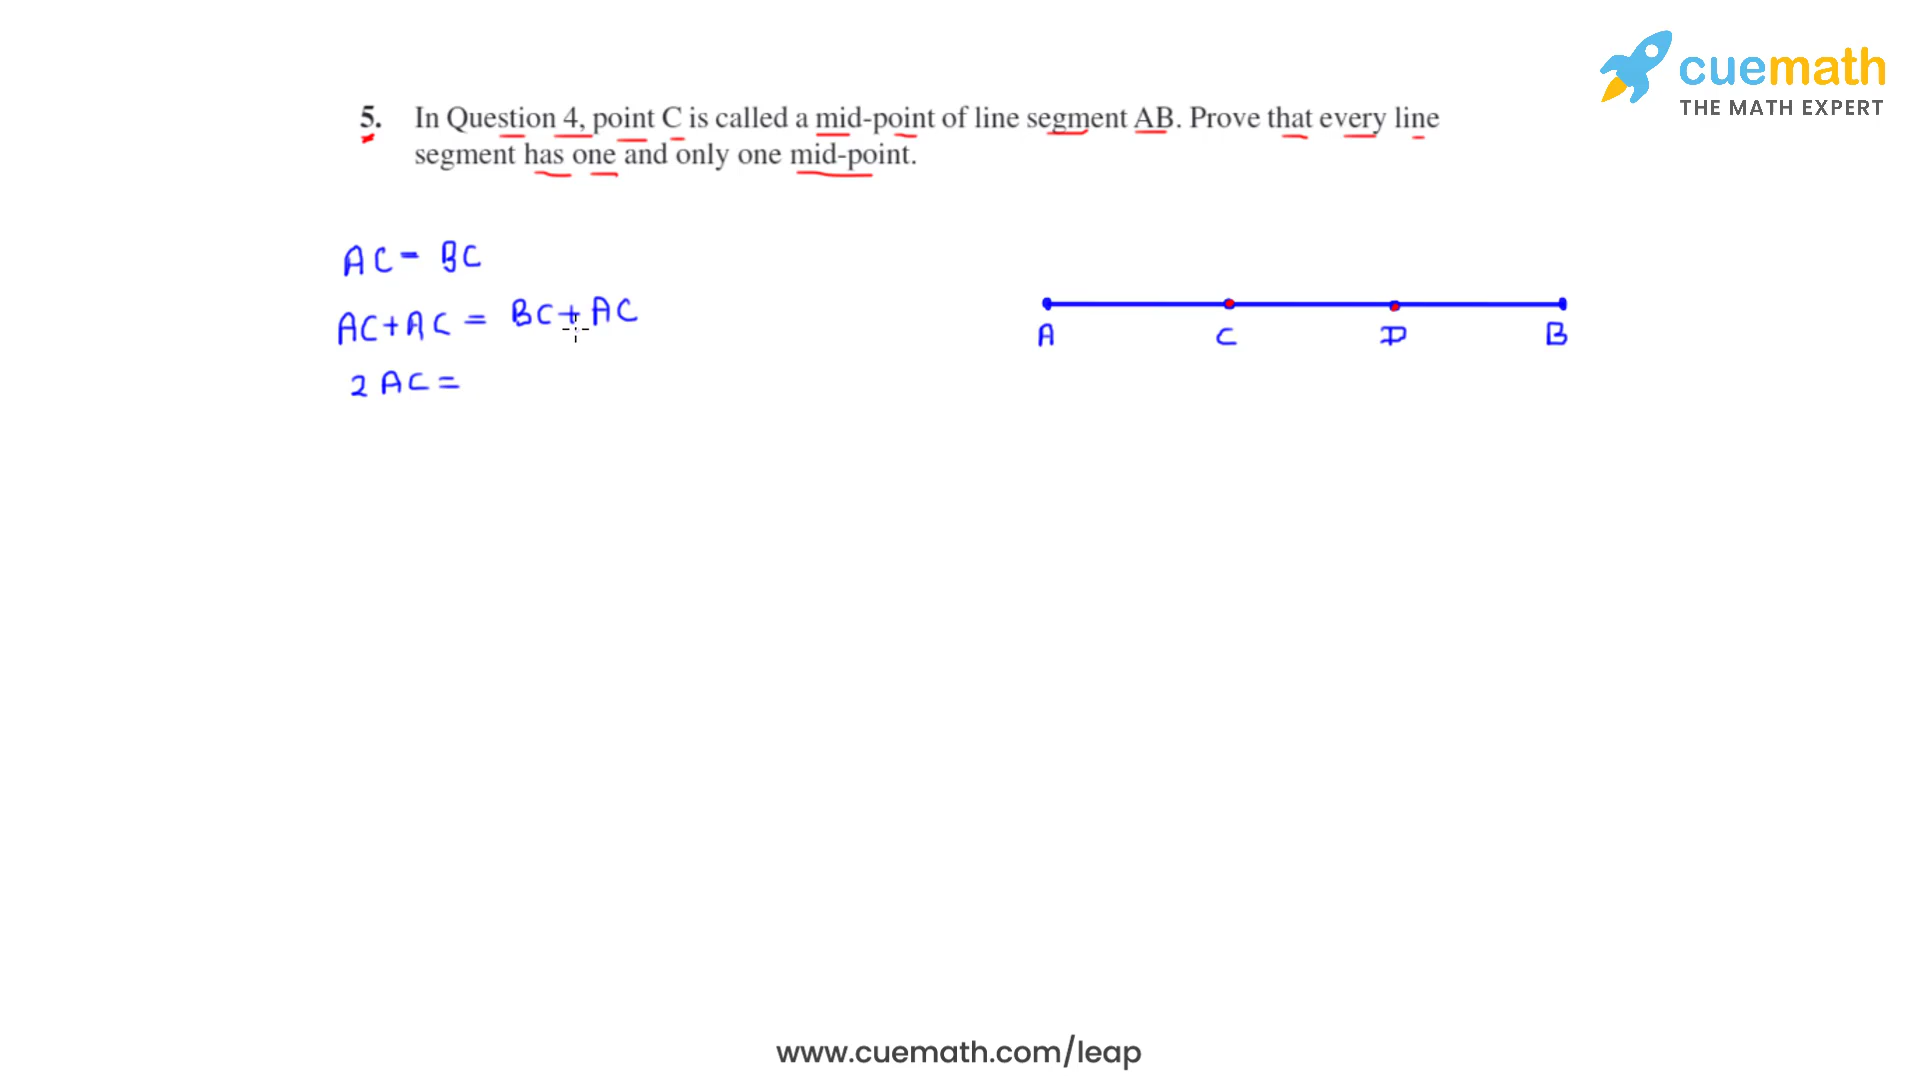 cuemath
THE MATH EXPERT
5. In Question 4, point C is called a mid-point of line segment AB. Prove that every line
segment has one and only one mid-point.
AC = BC
AC + AC = BC + AC
2 AC =
A C D B
www.cuemath.com/leap